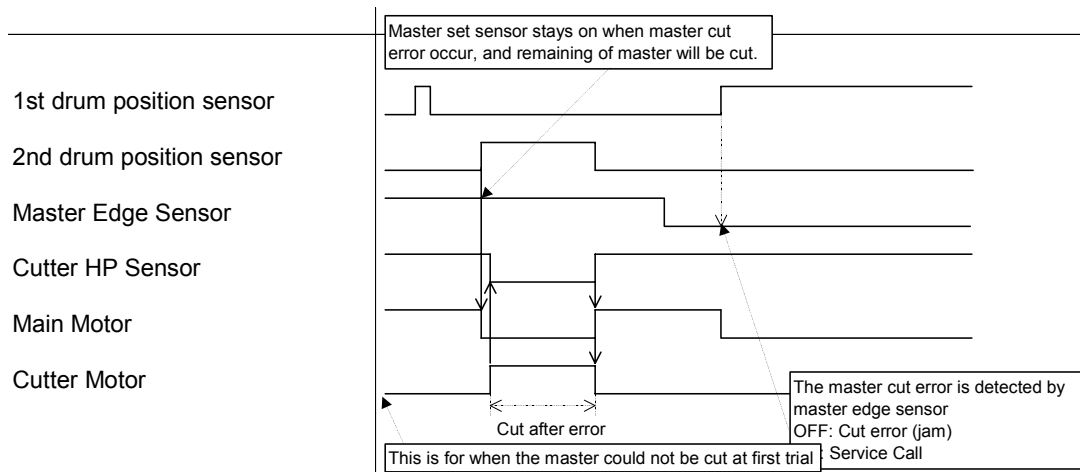 Master set sensor stays on when master cut
error occur, and remaining of master will be cut.
1st drum position sensor
2nd drum position sensor
Master Edge Sensor
Cutter HP Sensor
Main Motor
Cutter Motor
Cut after error
The master cut error is detected by
master edge sensor
OFF: Cut error (jam)
: Service Call
This is for when the master could not be cut at first trial